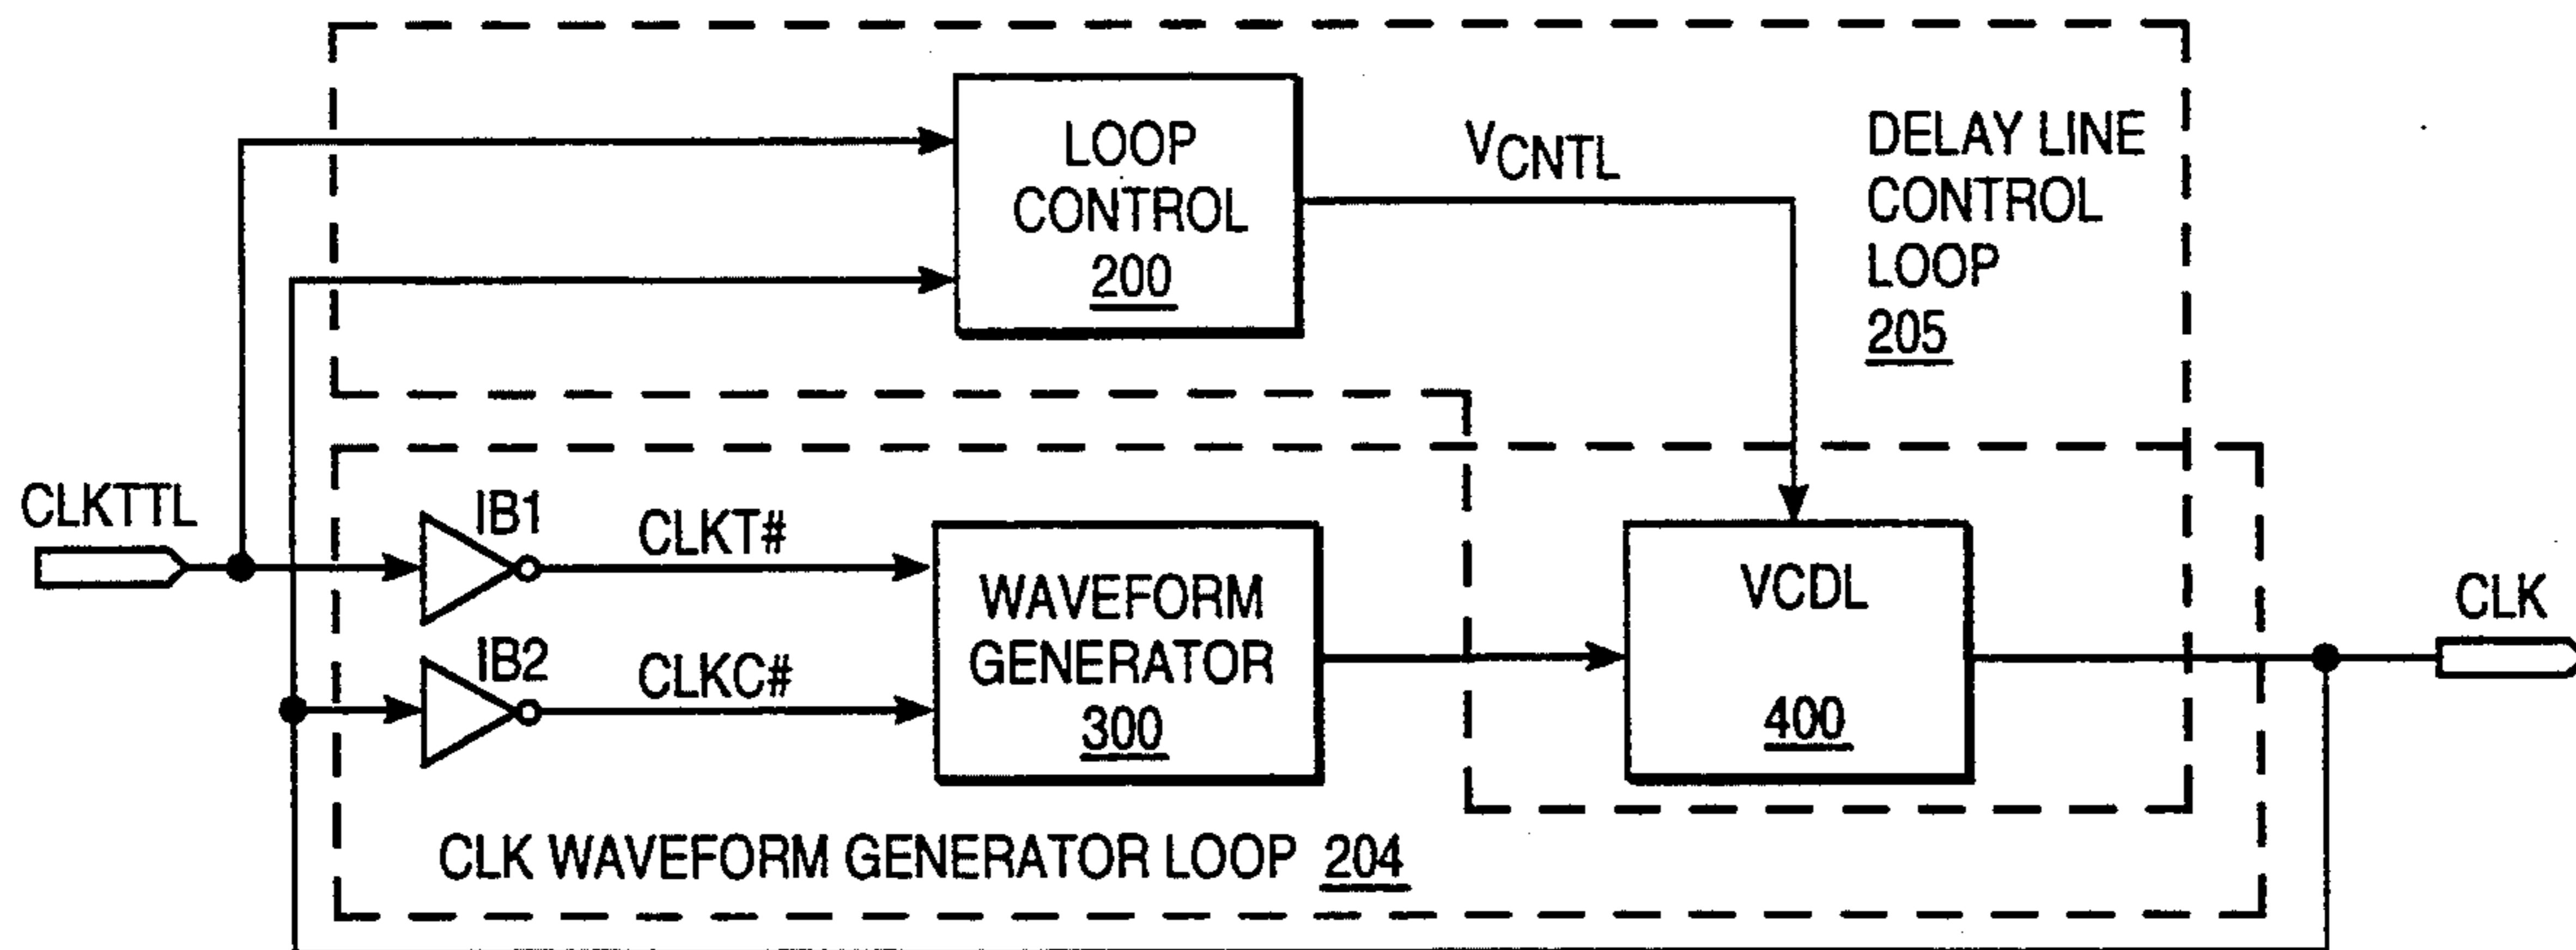 LOOP
CONTROL
200
VCNTL
DELAY LINE
CONTROL
LOOP
205
CLKTTL
IB1
CLKT#
IB2
CLKC#
WAVEFORM
GENERATOR
300
VCDL
400
CLK
CLK WAVEFORM GENERATOR LOOP 204